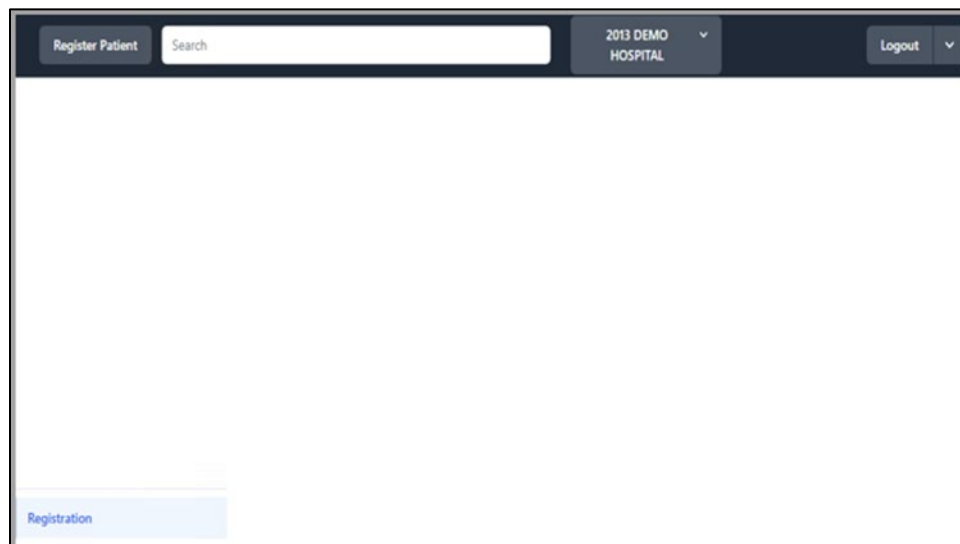 Register Patient
Search
2013 DEMO
HOSPITAL
Logout
Registration